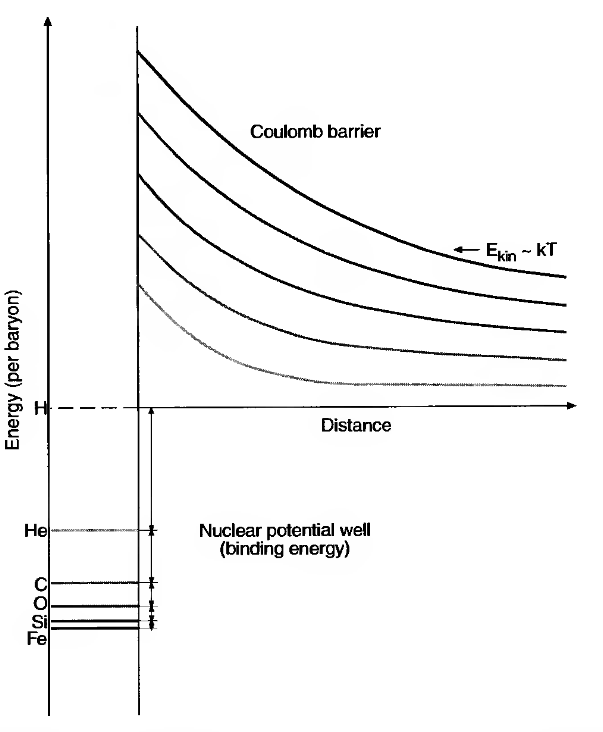 Coulomb barrier
E_kin ~ kT
Energy (per baryon)
H
Distance
He
Nuclear potential well
(binding energy)
C
O
Si
Fe